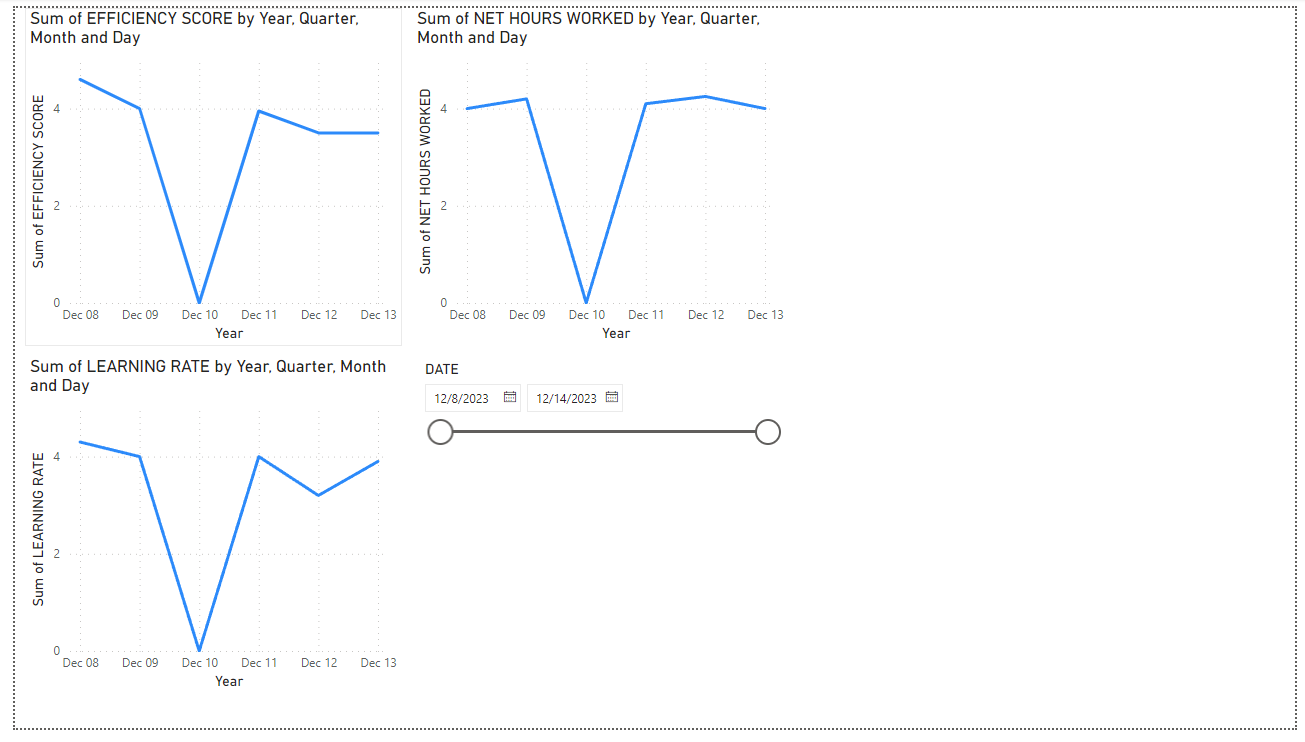 Sum of EFFICIENCY SCORE by Year, Quarter,
Month and Day
Sum of EFFICIENCY SCORE
4
2
0
Dec 08 Dec 09 Dec 10 Dec 11 Dec 12 Dec 13
Year
Sum of NET HOURS WORKED by Year, Quarter,
Month and Day
Sum of NET HOURS WORKED
4
2
0
Dec 08 Dec 09 Dec 10 Dec 11 Dec 12 Dec 13
Year
Sum of LEARNING RATE by Year, Quarter, Month
and Day
Sum of LEARNING RATE
4
2
0
Dec 08 Dec 09 Dec 10 Dec 11 Dec 12 Dec 13
Year
DATE
12/8/2023 12/14/2023